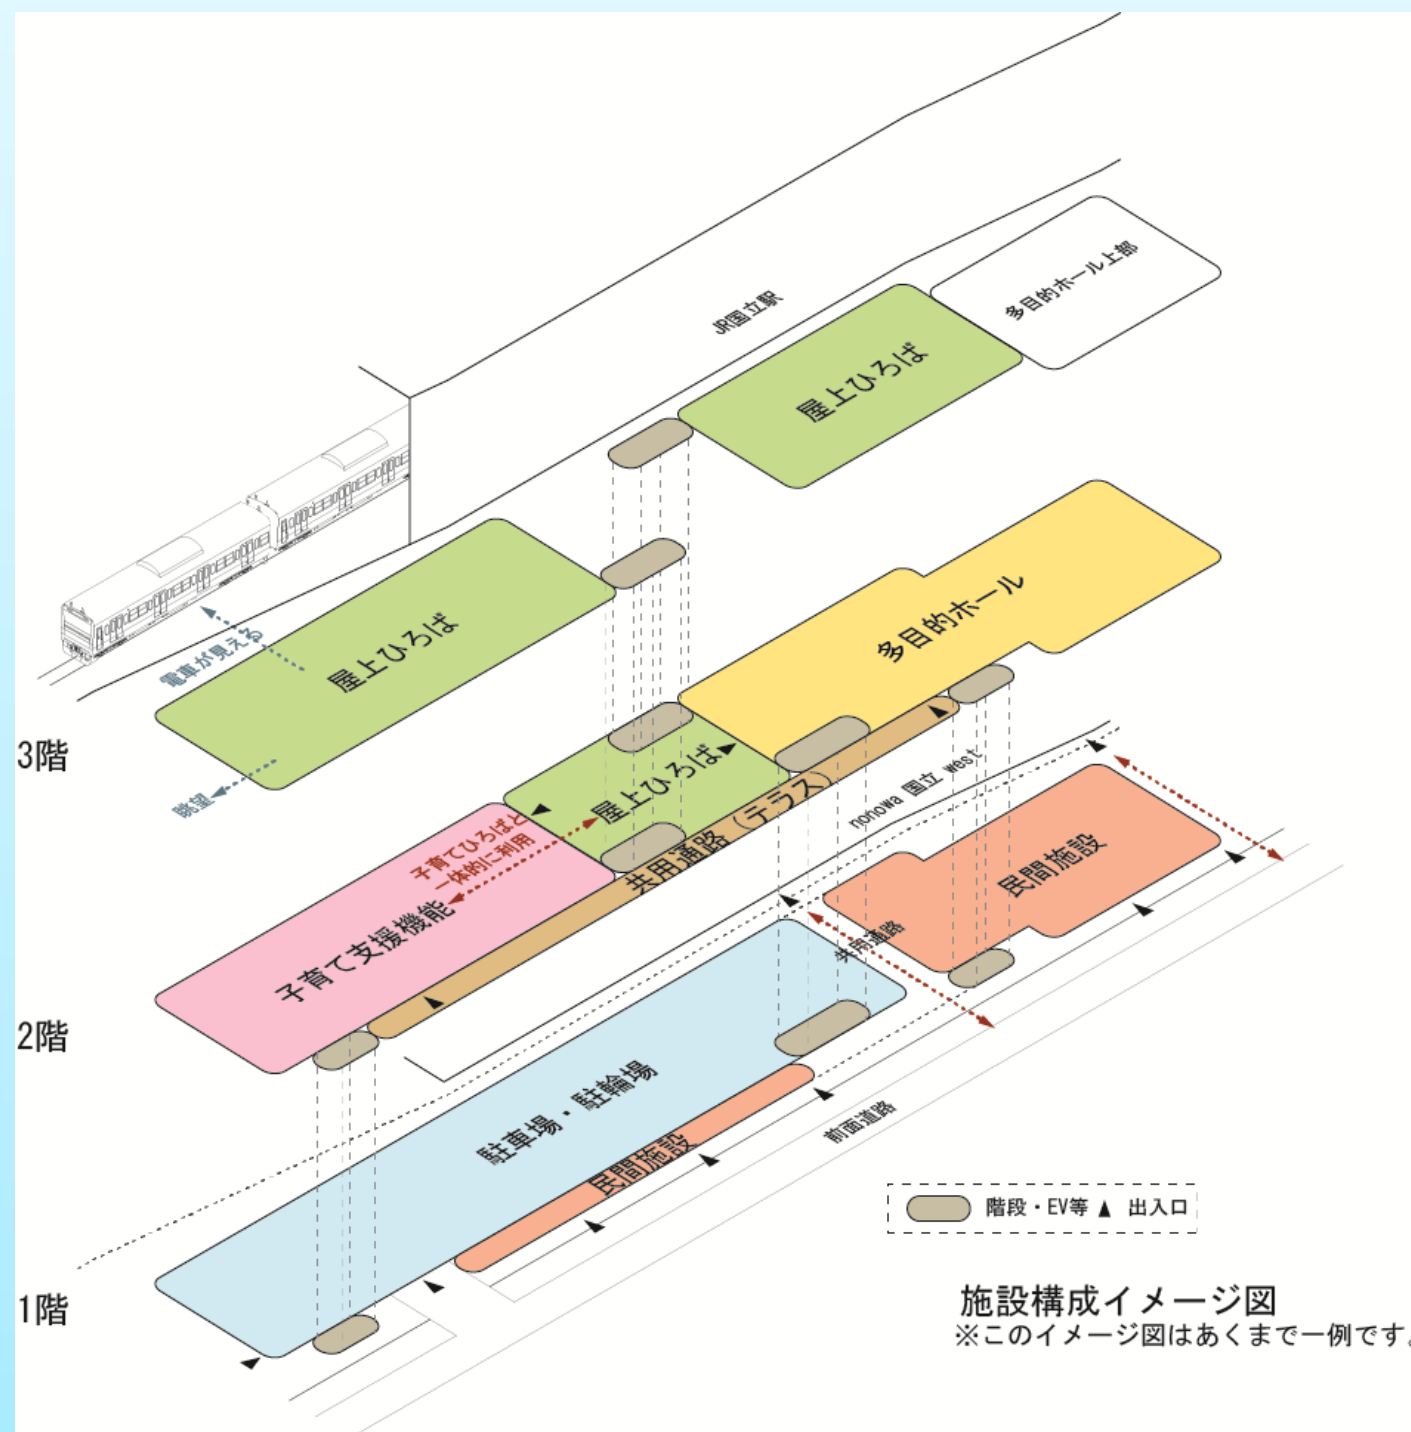 JR国立駅
多目的ホール上部
屋上ひろば
屋上ひろば
電車が見える
眺望
3階
多目的ホール
屋上ひろば
共用通路（テラス）
子育てひろばと
一体的に利用
子育て支援機能
2階
nonowa 国立 west
民間施設
共用通路
駐車場・駐輪場
民間施設
前面道路
1階
階段・EV等 ▲ 出入口
施設構成イメージ図
※このイメージ図はあくまで一例です。